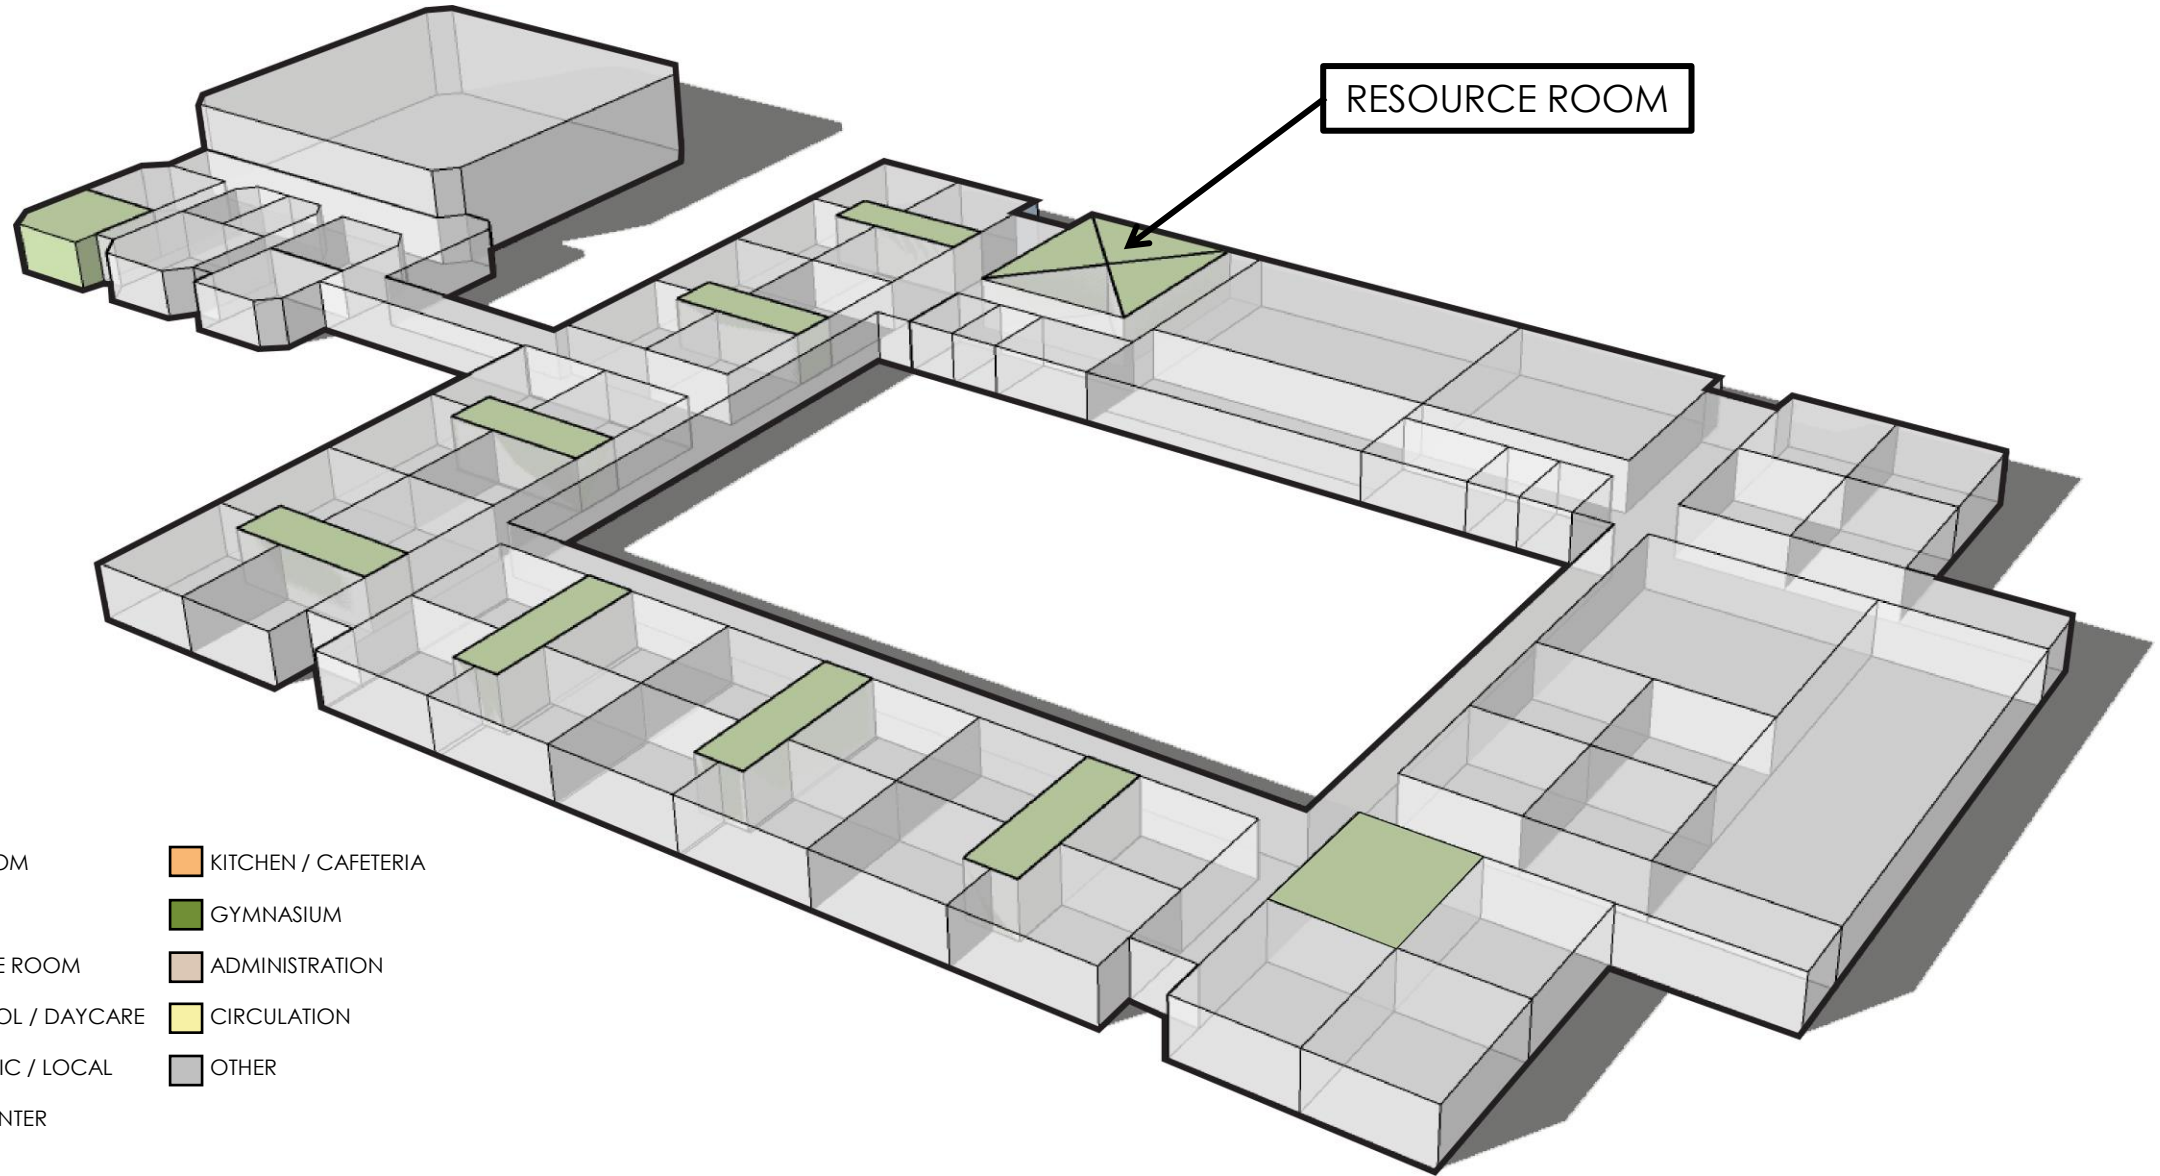 RESOURCE ROOM
OM
KITCHEN / CAFETERIA
GYMNASIUM
E ROOM
ADMINISTRATION
OL / DAYCARE
CIRCULATION
IC / LOCAL
OTHER
NTER